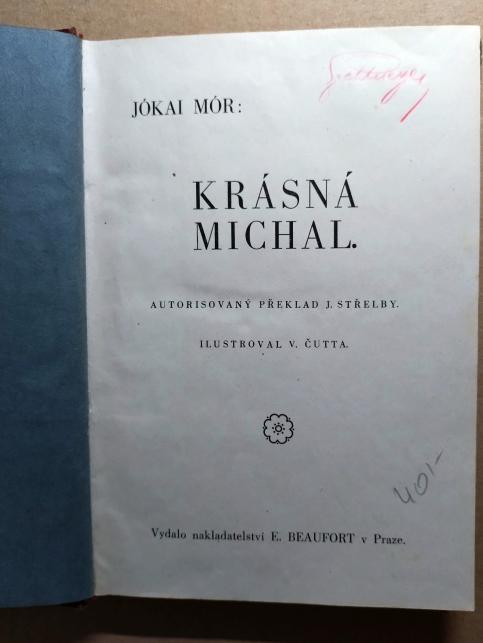 JÓKAI MÓR:
KRÁSNÁ
MICHAL.
AUTORISOVANÝ PŘEKLAD J. STŘELBY.
ILUSTROVAL V. ČUTTA.
40/-
Vydalo nakladatelství E. BEAUFORT v Praze.